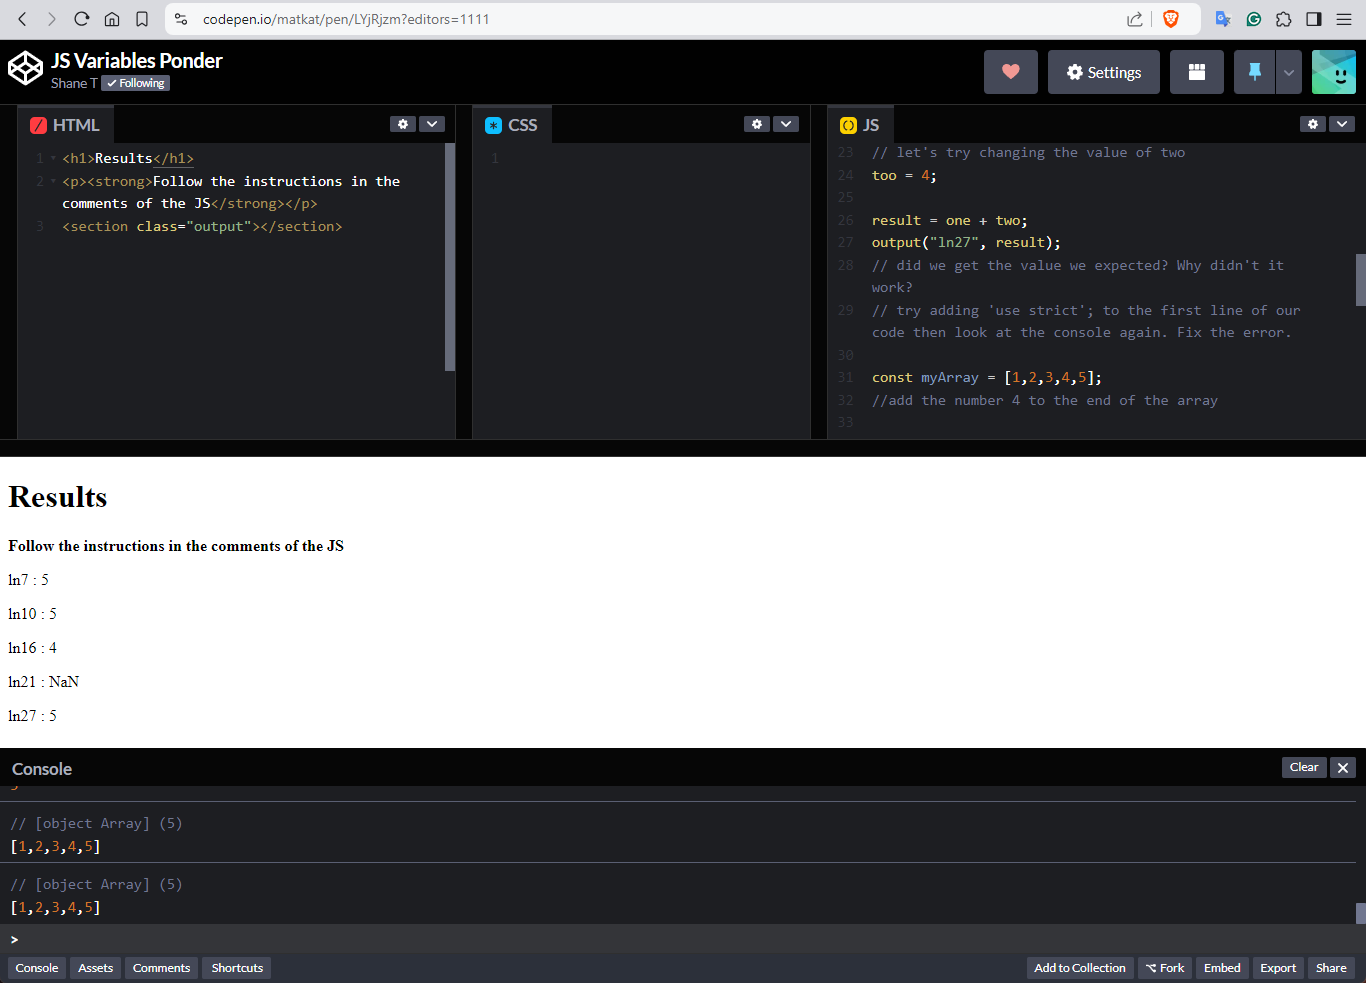 codepen.io/matkat/pen/LYjRjzm?editors=1111
JS Variables Ponder
Shane T ✓ Following
Settings
HTML
1 <h1>Results</h1>
2 <p><strong>Follow the instructions in the
comments of the JS</strong></p>
3 <section class="output"></section>
CSS
1
JS
23 // let's try changing the value of two
24 too = 4;
25
26 result = one + two;
27 output("ln27", result);
28 // did we get the value we expected? Why didn't it
work?
29 // try adding 'use strict'; to the first line of our
code then look at the console again. Fix the error.
30
31 const myArray = [1,2,3,4,5];
32 //add the number 4 to the end of the array
33
Results
Follow the instructions in the comments of the JS
ln7 : 5
ln10 : 5
ln16 : 4
ln21 : NaN
ln27 : 5
Console
Clear
// [object Array] (5)
[1,2,3,4,5]
// [object Array] (5)
[1,2,3,4,5]
>
Console Assets Comments Shortcuts
Add to Collection Fork Embed Export Share